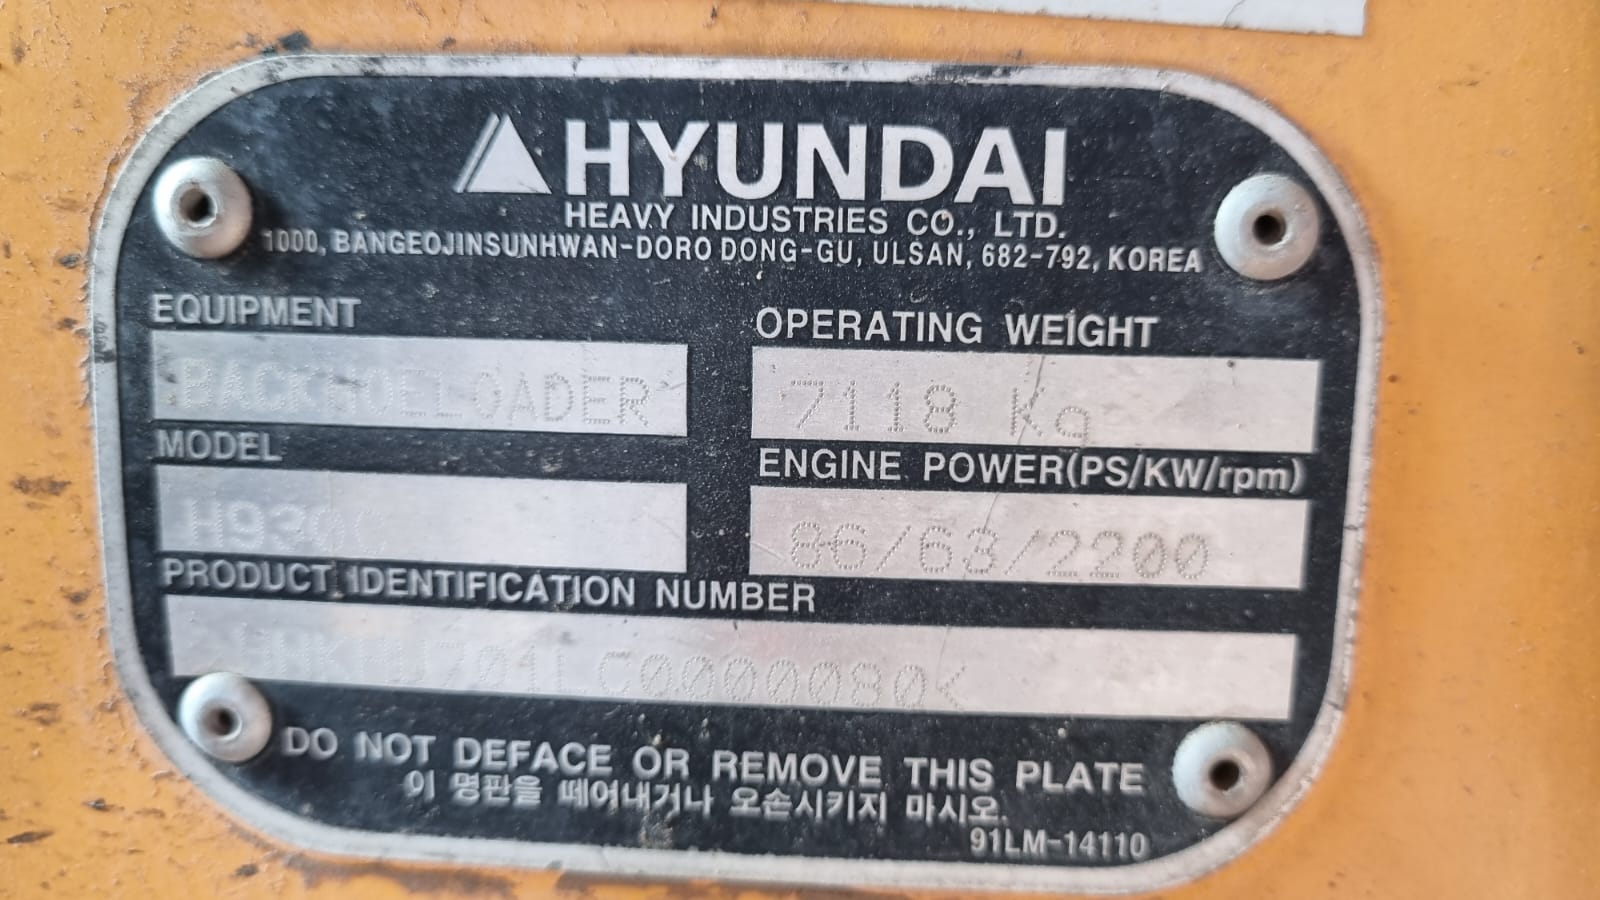 HYUNDAI
HEAVY INDUSTRIES CO., LTD.
1000, BANGEOJINSUNHWAN-DORO DONG-GU, ULSAN, 682-792, KOREA
EQUIPMENT
BACKHOELOADER
OPERATING WEIGHT
7118 Kg
MODEL
ENGINE POWER(PS/KW/rpm)
86/63/2200
PRODUCT IDENTIFICATION NUMBER
DO NOT DEFACE OR REMOVE THIS PLATE
이 명판을 떼어내거나 오손시키지 마시오.
91LM-14110